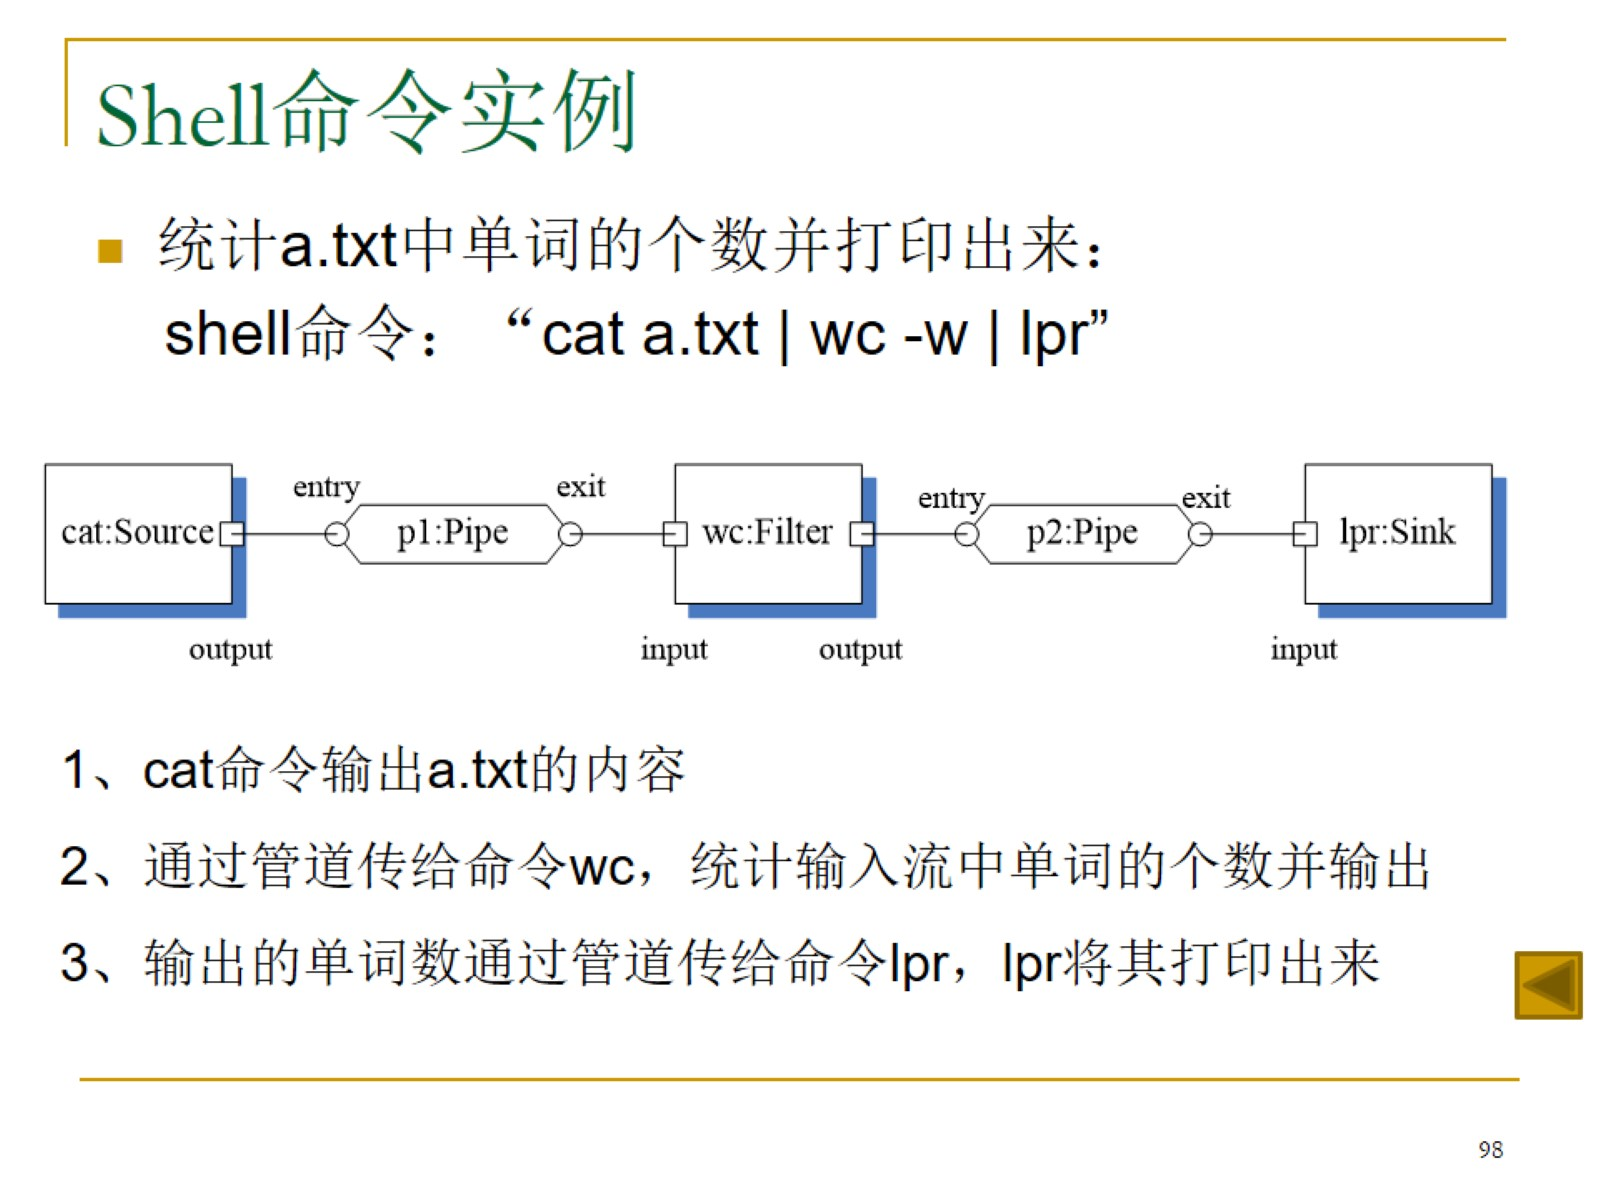 Shell命令实例
统计a.txt中单词的个数并打印出来：
shell命令：“cat a.txt | wc -w | lpr”
entry exit entry exit
cat:Source p1:Pipe wc:Filter p2:Pipe lpr:Sink
output input output input
1、cat命令输出a.txt的内容
2、通过管道传给命令wc，统计输入流中单词的个数并输出
3、输出的单词数通过管道传给命令lpr，lpr将其打印出来
98